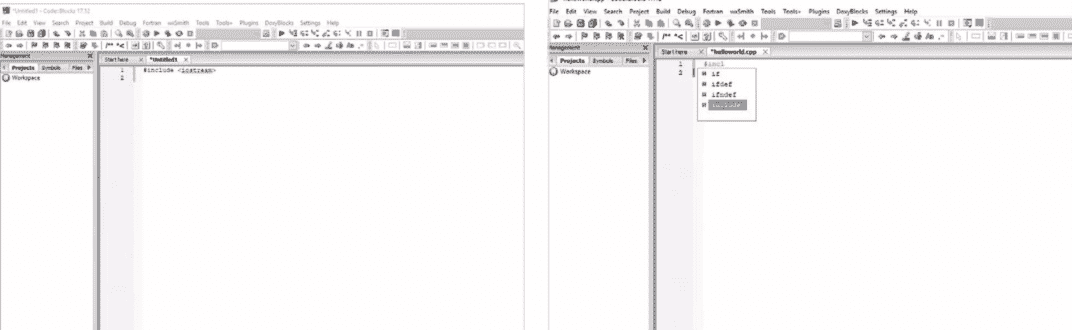 *Untitled1 - Code::Blocks 17.12
File Edit View Search Project Build Debug Fortran wxSmith Tools Tools+ Plugins DoxyBlocks Settings Help
Management
Projects Symbols Files
Workspace
Start here *Untitled1
1 #include <iostream>
2
File Edit View Search Project Build Debug Fortran wxSmith Tools Tools+ Plugins DoxyBlocks Settings Help
Management
Projects Symbols Files
Workspace
Start here *helloworld.cpp
1 #incl
2
if
ifdef
ifndef
include